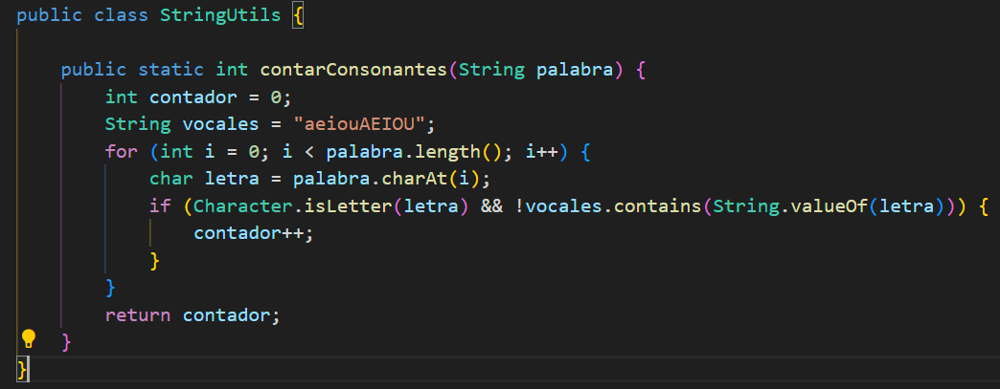 public class StringUtils {
public static int contarConsonantes(String palabra) {
int contador = 0;
String vocales = "aeiouAEIOU";
for (int i = 0; i < palabra.length(); i++) {
char letra = palabra.charAt(i);
if (Character.isLetter(letra) && !vocales.contains(String.valueOf(letra))) {
contador++;
}
}
return contador;
}
}